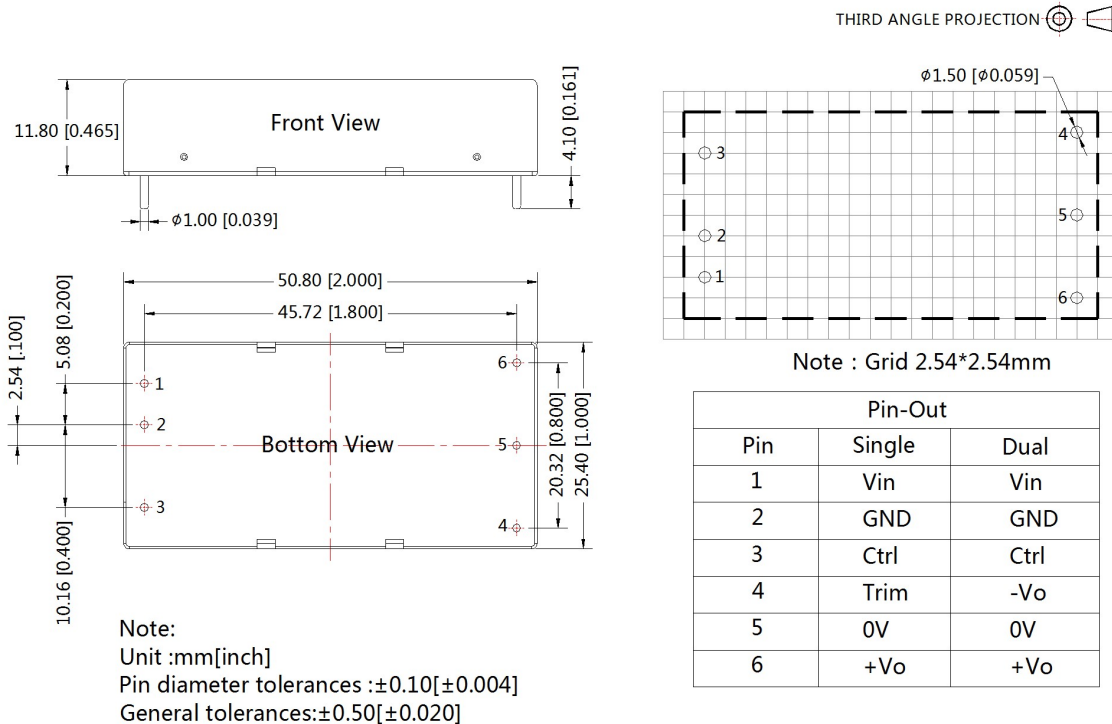 THIRD ANGLE PROJECTION
11.80 [0.465]
Front View
4.10 [0.161]
ϕ1.00 [0.039]
50.80 [2.000]
45.72 [1.800]
2.54 [.100]
5.08 [0.200]
10.16 [0.400]
1
2
3
Bottom View
6
5
4
20.32 [0.800]
25.40 [1.000]
Note:
Unit :mm[inch]
Pin diameter tolerances :±0.10[±0.004]
General tolerances:±0.50[±0.020]
ϕ1.50 [ϕ0.059]
3
2
1
4
5
6
Note : Grid 2.54*2.54mm
Pin-Out
Pin Single Dual
1 Vin Vin
2 GND GND
3 Ctrl Ctrl
4 Trim -Vo
5 0V 0V
6 +Vo +Vo